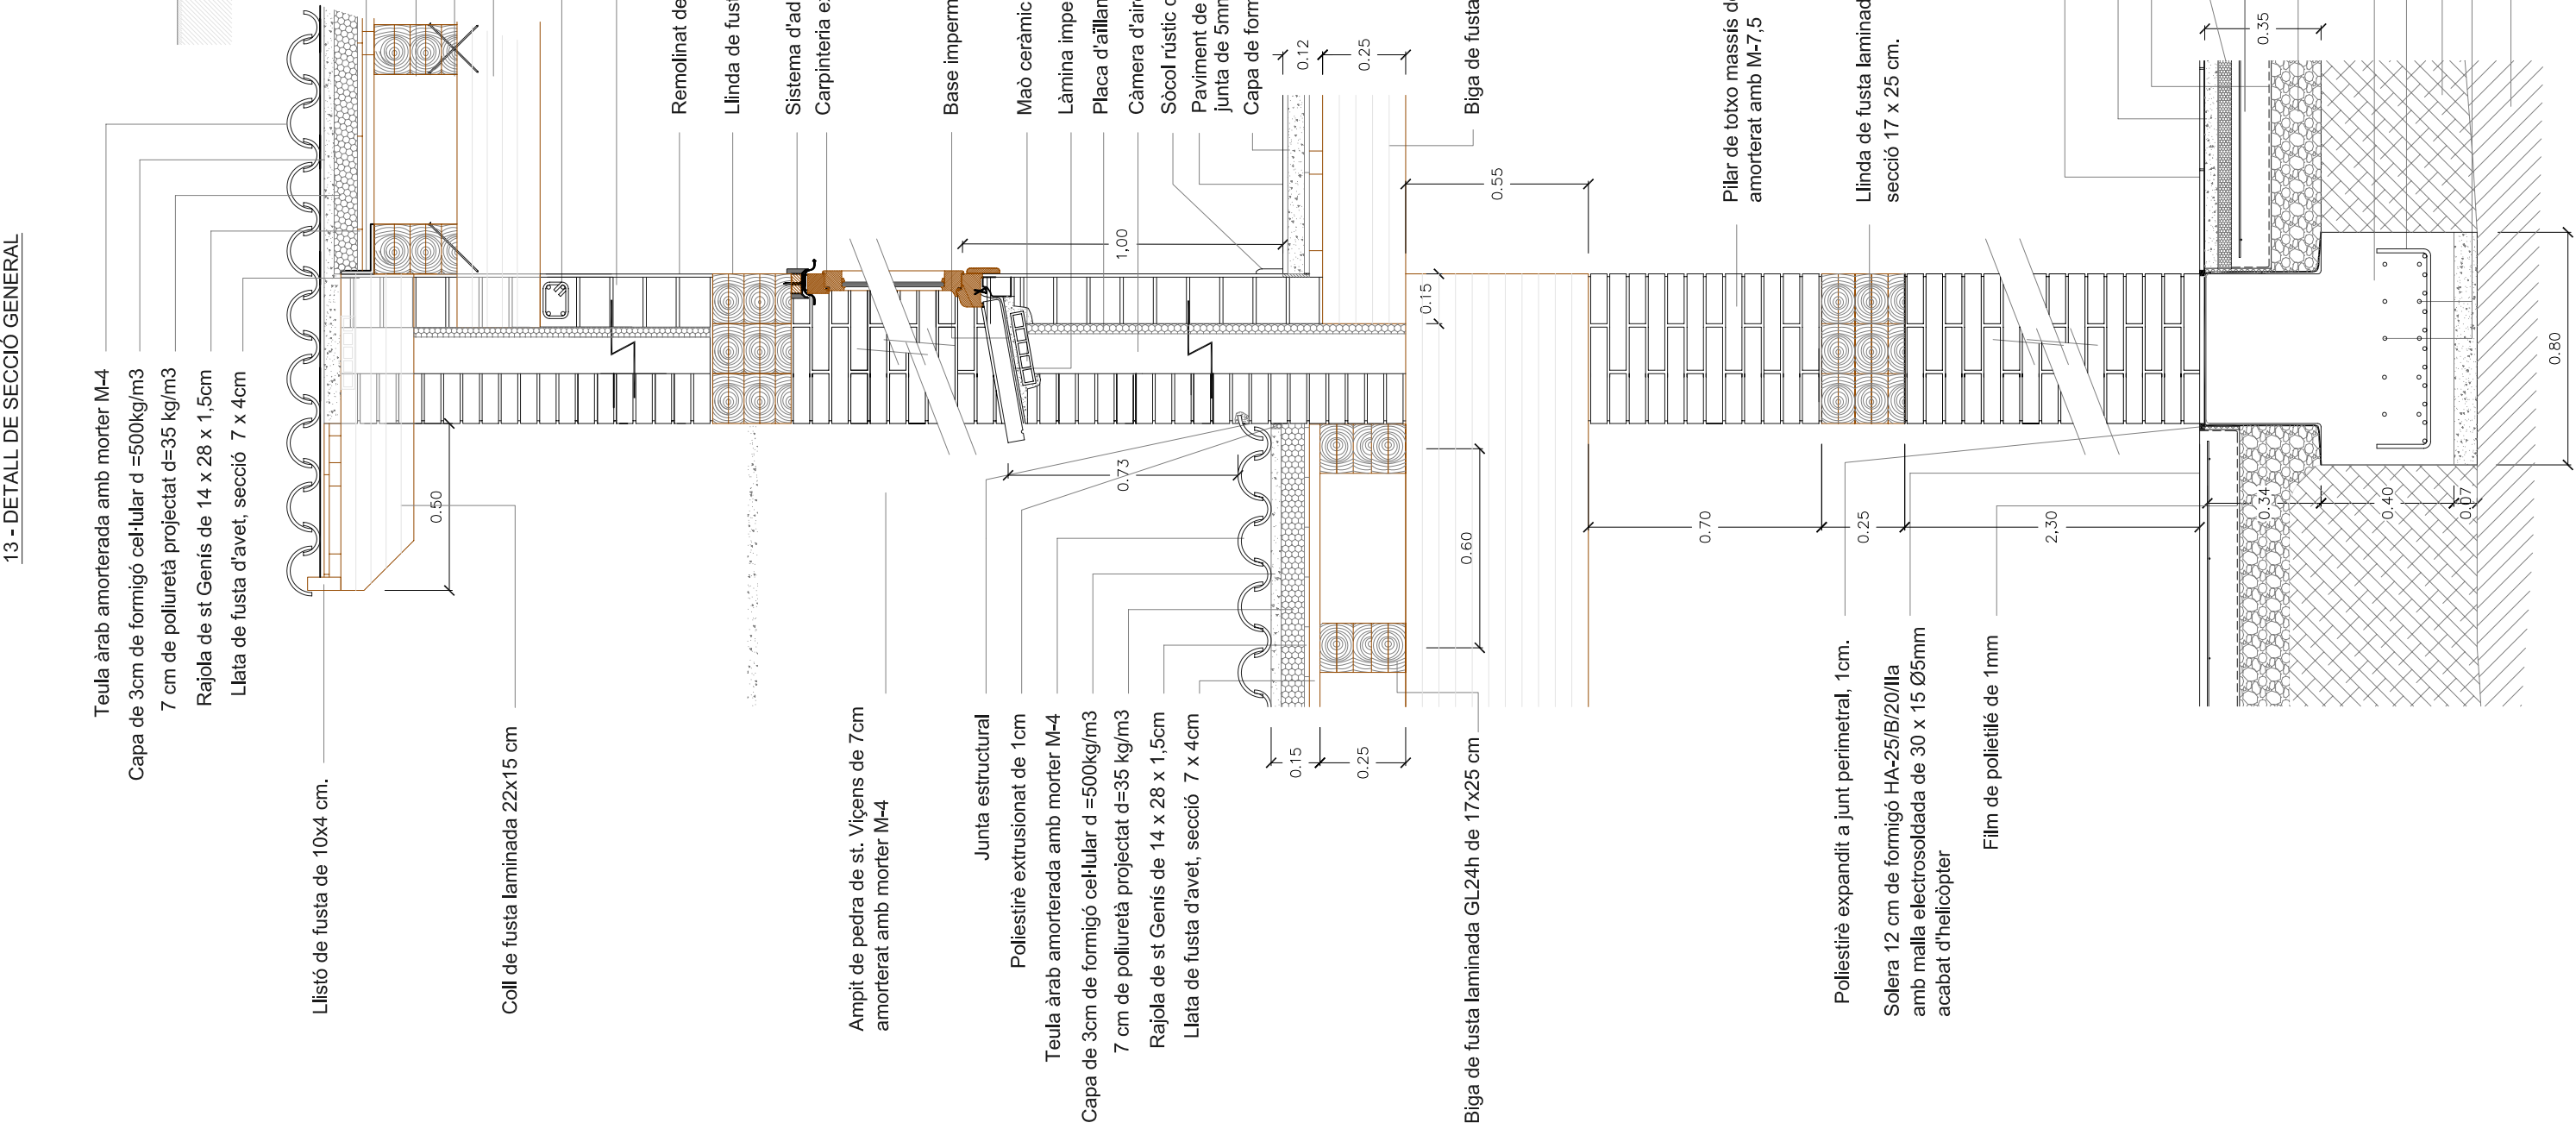 13 - DETALL DE SECCIÓ GENERAL
Teula àrab amorterada amb morter M-4
Capa de 3cm de formigó cel·lular d =500kg/m3
7 cm de poliuretà projectat d=35 kg/m3
Rajola de st Genís de 14 x 28 x 1,5cm
Llata de fusta d'avet, secció 7 x 4cm
Llistó de fusta de 10x4 cm.
Coll de fusta laminada 22x15 cm
0.50
Remolinat de
Llinda de fust
Sistema d'ad
Carpinteria e
Base imperm
Maò ceràmic
Làmina impe
Placa d'aïllan
Càmera d'air
Sòcol rústic
Paviment de
junta de 5mm
Capa de form
0.12
0.25
Biga de fusta
1,00
0.55
0.15
0.73
Ampit de pedra de st. Viçens de 7cm
amorterat amb morter M-4
Junta estructural
Poliestirè extrusionat de 1cm
Teula àrab amorterada amb morter M-4
Capa de 3cm de formigó cel·lular d =500kg/m3
7 cm de poliuretà projectat d=35 kg/m3
Rajola de st Genís de 14 x 28 x 1,5cm
Llata de fusta d'avet, secció 7 x 4cm
0.15
0.25
0.60
Biga de fusta laminada GL24h de 17x25 cm
Pilar de totxo massís de
amorterat amb M-7,5
Llinda de fusta laminad
secció 17 x 25 cm.
0.70
0.25
2,30
Poliestirè expandit a junt perimetral, 1cm.
Solera 12 cm de formigó HA-25/B/20/IIa
amb malla electrosoldada de 30 x 15 Ø5mm
acabat d'helicòpter
Film de polietilé de 1mm
0.35
0.34
0.40
0.07
0.80